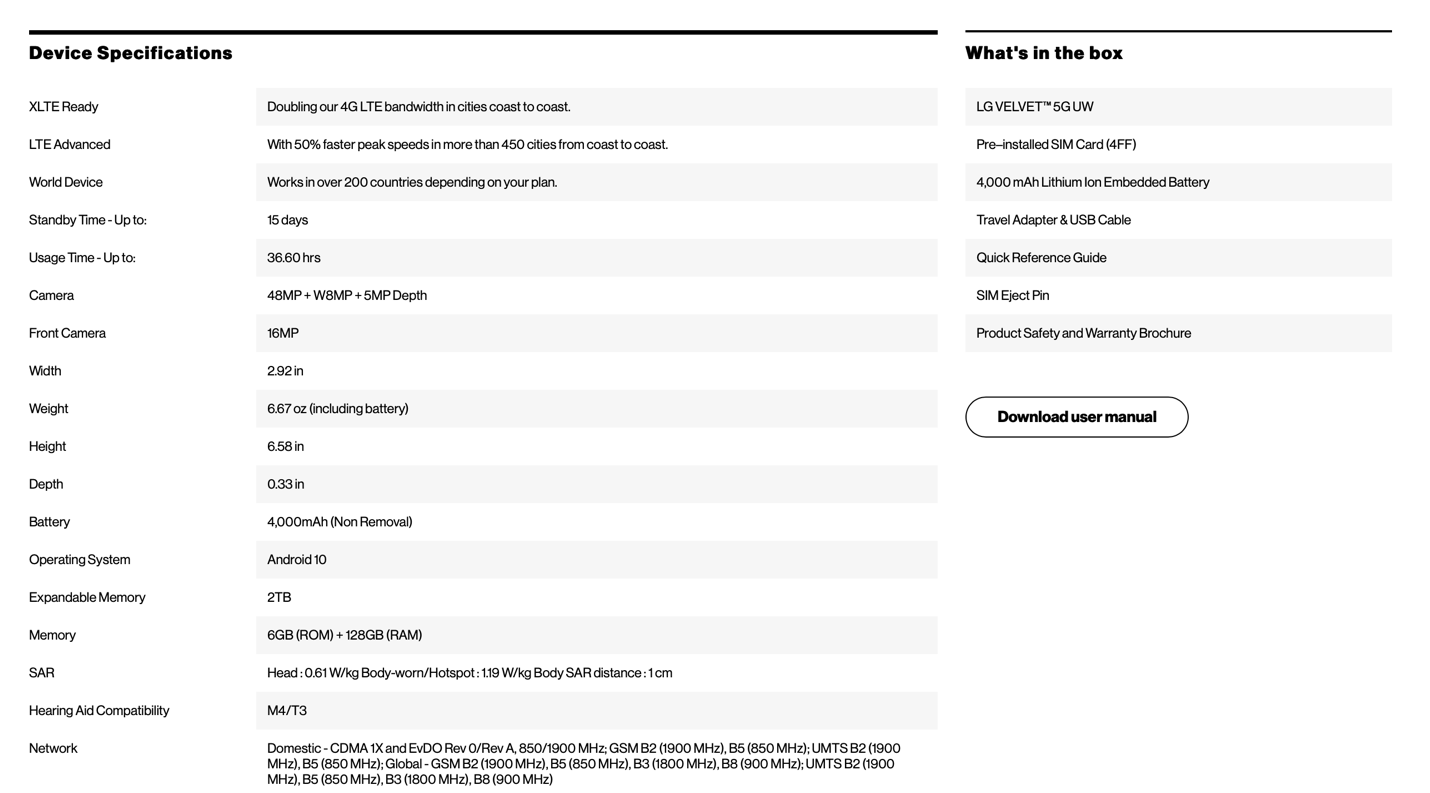 Device Specifications
XLTE Ready Doubling our 4G LTE bandwidth in cities coast to coast.
LTE Advanced With 50% faster peak speeds in more than 450 cities from coast to coast.
World Device Works in over 200 countries depending on your plan.
Standby Time - Up to: 15 days
Usage Time - Up to: 36.60 hrs
Camera 48MP + W8MP + 5MP Depth
Front Camera 16MP
Width 2.92 in
Weight 6.67 oz (including battery)
Height 6.58 in
Depth 0.33 in
Battery 4,000mAh (Non Removal)
Operating System Android 10
Expandable Memory 2TB
Memory 6GB (ROM) + 128GB (RAM)
SAR Head : 0.61 W/kg Body-worn/Hotspot : 1.19 W/kg Body SAR distance : 1 cm
Hearing Aid Compatibility M4/T3
Network Domestic - CDMA 1X and EvDO Rev 0/Rev A, 850/1900 MHz; GSM B2 (1900 MHz), B5 (850 MHz); UMTS B2 (1900
MHz), B5 (850 MHz); Global - GSM B2 (1900 MHz), B5 (850 MHz), B3 (1800 MHz), B8 (900 MHz); UMTS B2 (1900
MHz), B5 (850 MHz), B3 (1800 MHz), B8 (900 MHz)
What's in the box
LG VELVET™ 5G UW
Pre–installed SIM Card (4FF)
4,000 mAh Lithium Ion Embedded Battery
Travel Adapter & USB Cable
Quick Reference Guide
SIM Eject Pin
Product Safety and Warranty Brochure
Download user manual